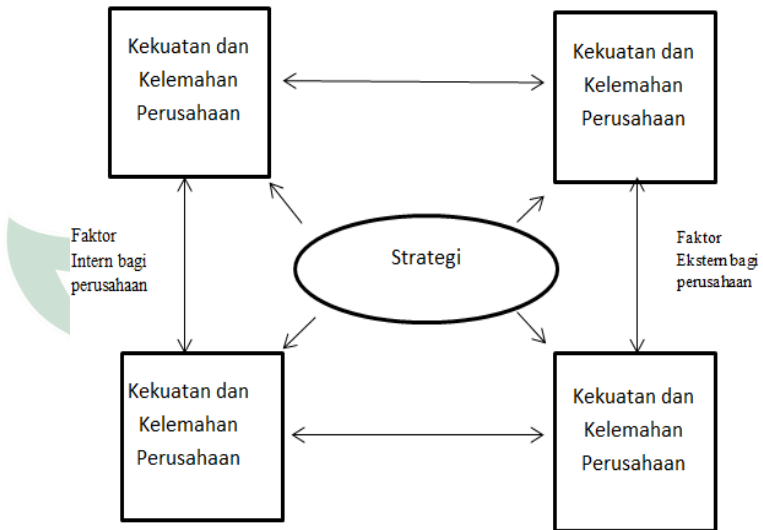 Kekuatan dan
Kelemahan
Perusahaan
Kekuatan dan
Kelemahan
Perusahaan
Faktor
Intern bagi
perusahaan
Strategi
Faktor
Ekstern bagi
perusahaan
Kekuatan dan
Kelemahan
Perusahaan
Kekuatan dan
Kelemahan
Perusahaan